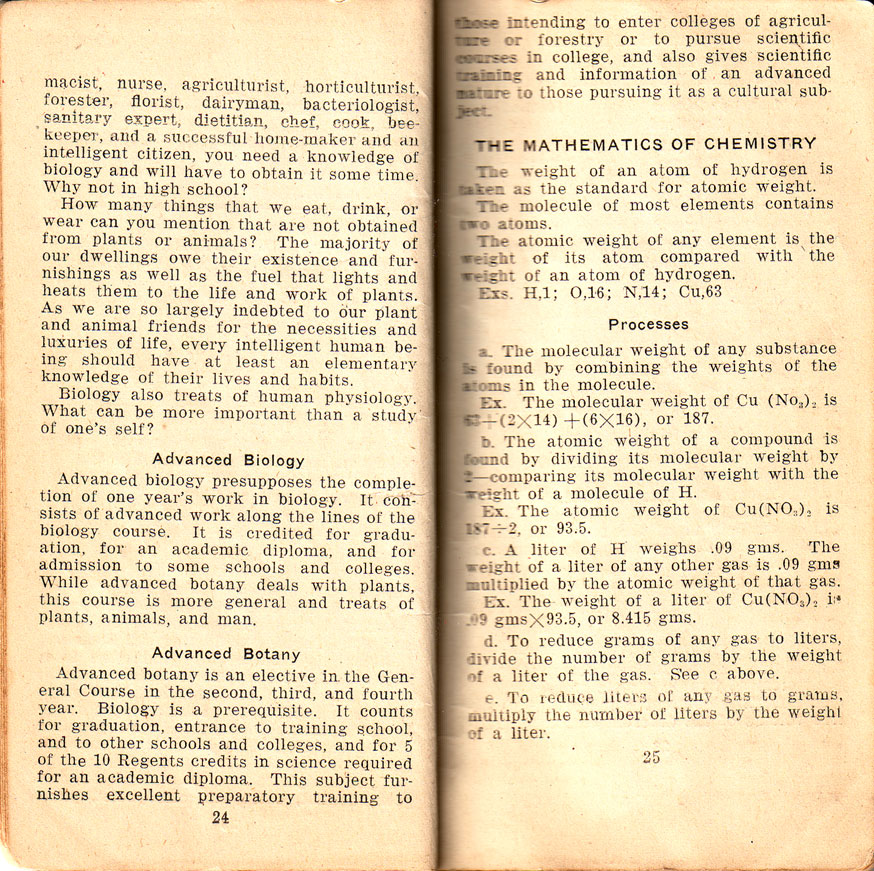 macist, nurse, agriculturist, horticulturist,
forester, florist, dairyman, bacteriologist,
sanitary expert, dietitian, chef, cook, bee-
keeper, and a successful home-maker and an
intelligent citizen, you need a knowledge of
biology and will have to obtain it some time.
Why not in high school?
How many things that we eat, drink, or
wear can you mention that are not obtained
from plants or animals? The majority of
our dwellings owe their existence and fur-
nishings as well as the fuel that lights and
heats them to the life and work of plants.
As we are so largely indebted to our plant
and animal friends for the necessities and
luxuries of life, every intelligent human be-
ing should have at least an elementary
knowledge of their lives and habits.
Biology also treats of human physiology.
What can be more important than a study
of one's self?
Advanced Biology
Advanced biology presupposes the comple-
tion of one year's work in biology. It con-
sists of advanced work along the lines of the
biology course. It is credited for gradu-
ation, for an academic diploma, and for
admission to some schools and colleges.
While advanced botany deals with plants,
this course is more general and treats of
plants, animals, and man.
Advanced Botany
Advanced botany is an elective in the Gen-
eral Course in the second, third, and fourth
year. Biology is a prerequisite. It counts
for graduation, entrance to training school,
and to other schools and colleges, and for 5
of the 10 Regents credits in science required
for an academic diploma. This subject fur-
nishes excellent preparatory training to
24
those intending to enter colleges of agricul-
ture or forestry or to pursue scientific
courses in college, and also gives scientific
training and information of an advanced
nature to those pursuing it as a cultural sub-
ject.
THE MATHEMATICS OF CHEMISTRY
The weight of an atom of hydrogen is
taken as the standard for atomic weight.
The molecule of most elements contains
two atoms.
The atomic weight of any element is the
weight of its atom compared with the
weight of an atom of hydrogen.
Exs. H,1; O,16; N,14; Cu,63
Processes
a. The molecular weight of any substance
is found by combining the weights of the
atoms in the molecule.
Ex. The molecular weight of Cu (No₃)₂ is
63+(2×14) +(6×16), or 187.
b. The atomic weight of a compound is
found by dividing its molecular weight by
2—comparing its molecular weight with the
weight of a molecule of H.
Ex. The atomic weight of Cu(NO₃)₂ is
187÷2, or 93.5.
c. A liter of H weighs .09 gms. The
weight of a liter of any other gas is .09 gms
multiplied by the atomic weight of that gas.
Ex. The weight of a liter of Cu(NO₃)₂ is
.09 gms×93.5, or 8.415 gms.
d. To reduce grams of any gas to liters,
divide the number of grams by the weight
of a liter of the gas. See c above.
e. To reduce liters of any gas to grams,
multiply the number of liters by the weight
of a liter.
25